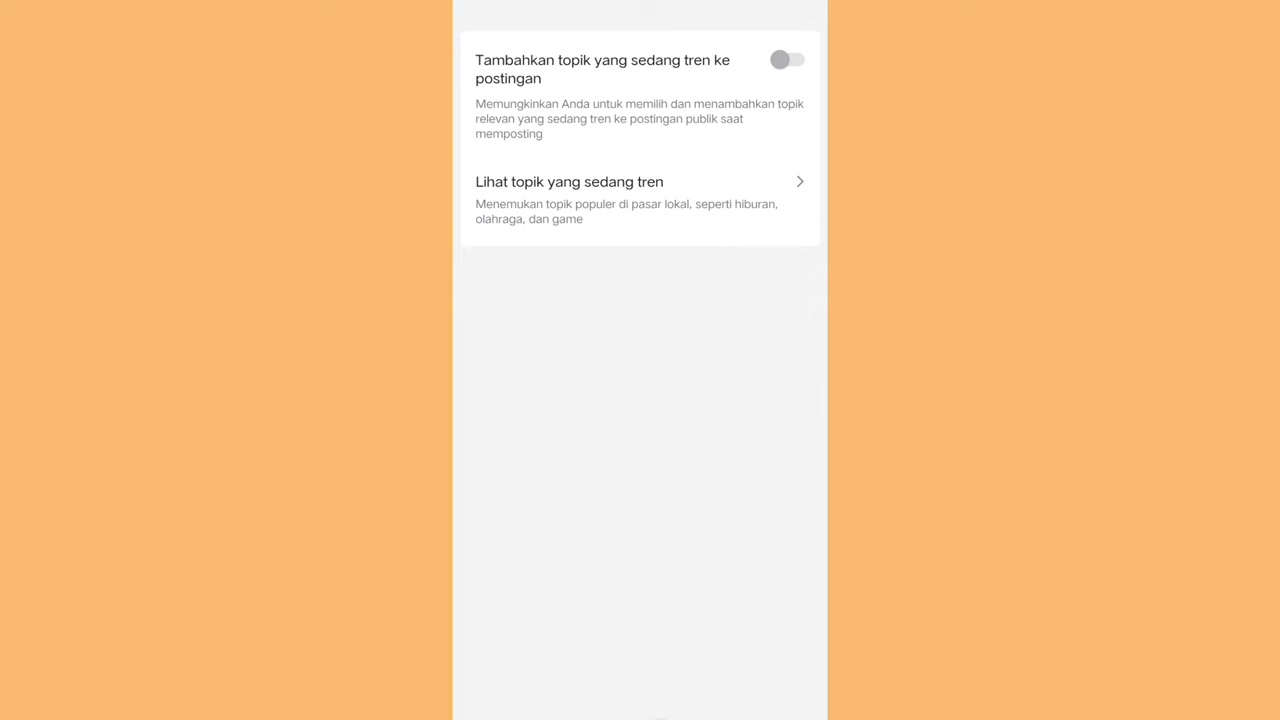 Tambahkan topik yang sedang tren ke
postingan
Memungkinkan Anda untuk memilih dan menambahkan topik
relevan yang sedang tren ke postingan publik saat
memposting
Lihat topik yang sedang tren
Menemukan topik populer di pasar lokal, seperti hiburan,
olahraga, dan game